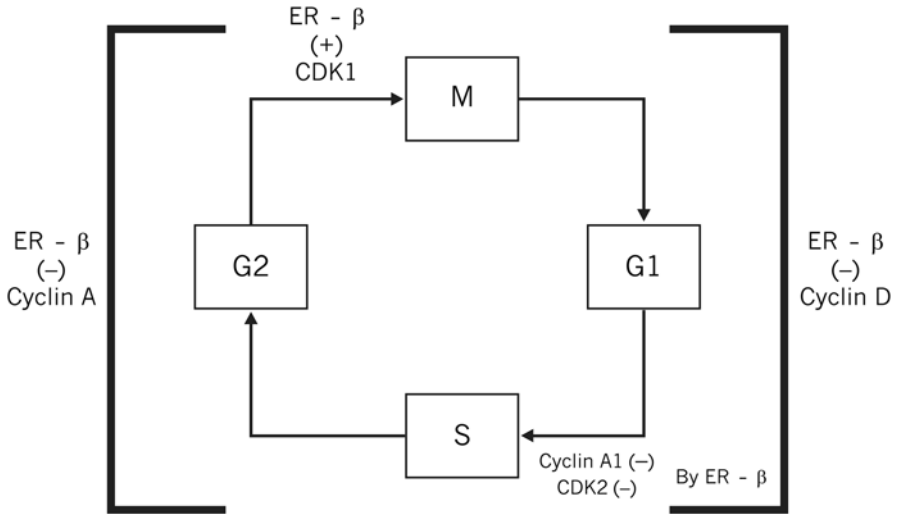 ER - β
(+)
CDK1
M
ER - β
(–)
Cyclin A
G2
G1
ER - β
(–)
Cyclin D
S
Cyclin A1 (–)
CDK2 (–)
By ER - β